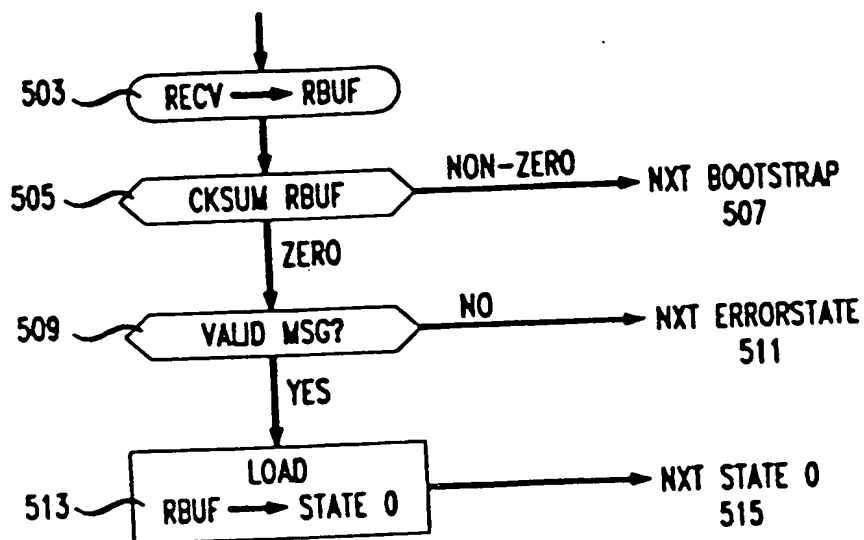 503 RECV → RBUF
505 CKSUM RBUF NON-ZERO NXT BOOTSTRAP
507
ZERO
509 VALID MSG? NO NXT ERRORSTATE
511
YES
LOAD
513 RBUF → STATE 0 NXT STATE 0
515